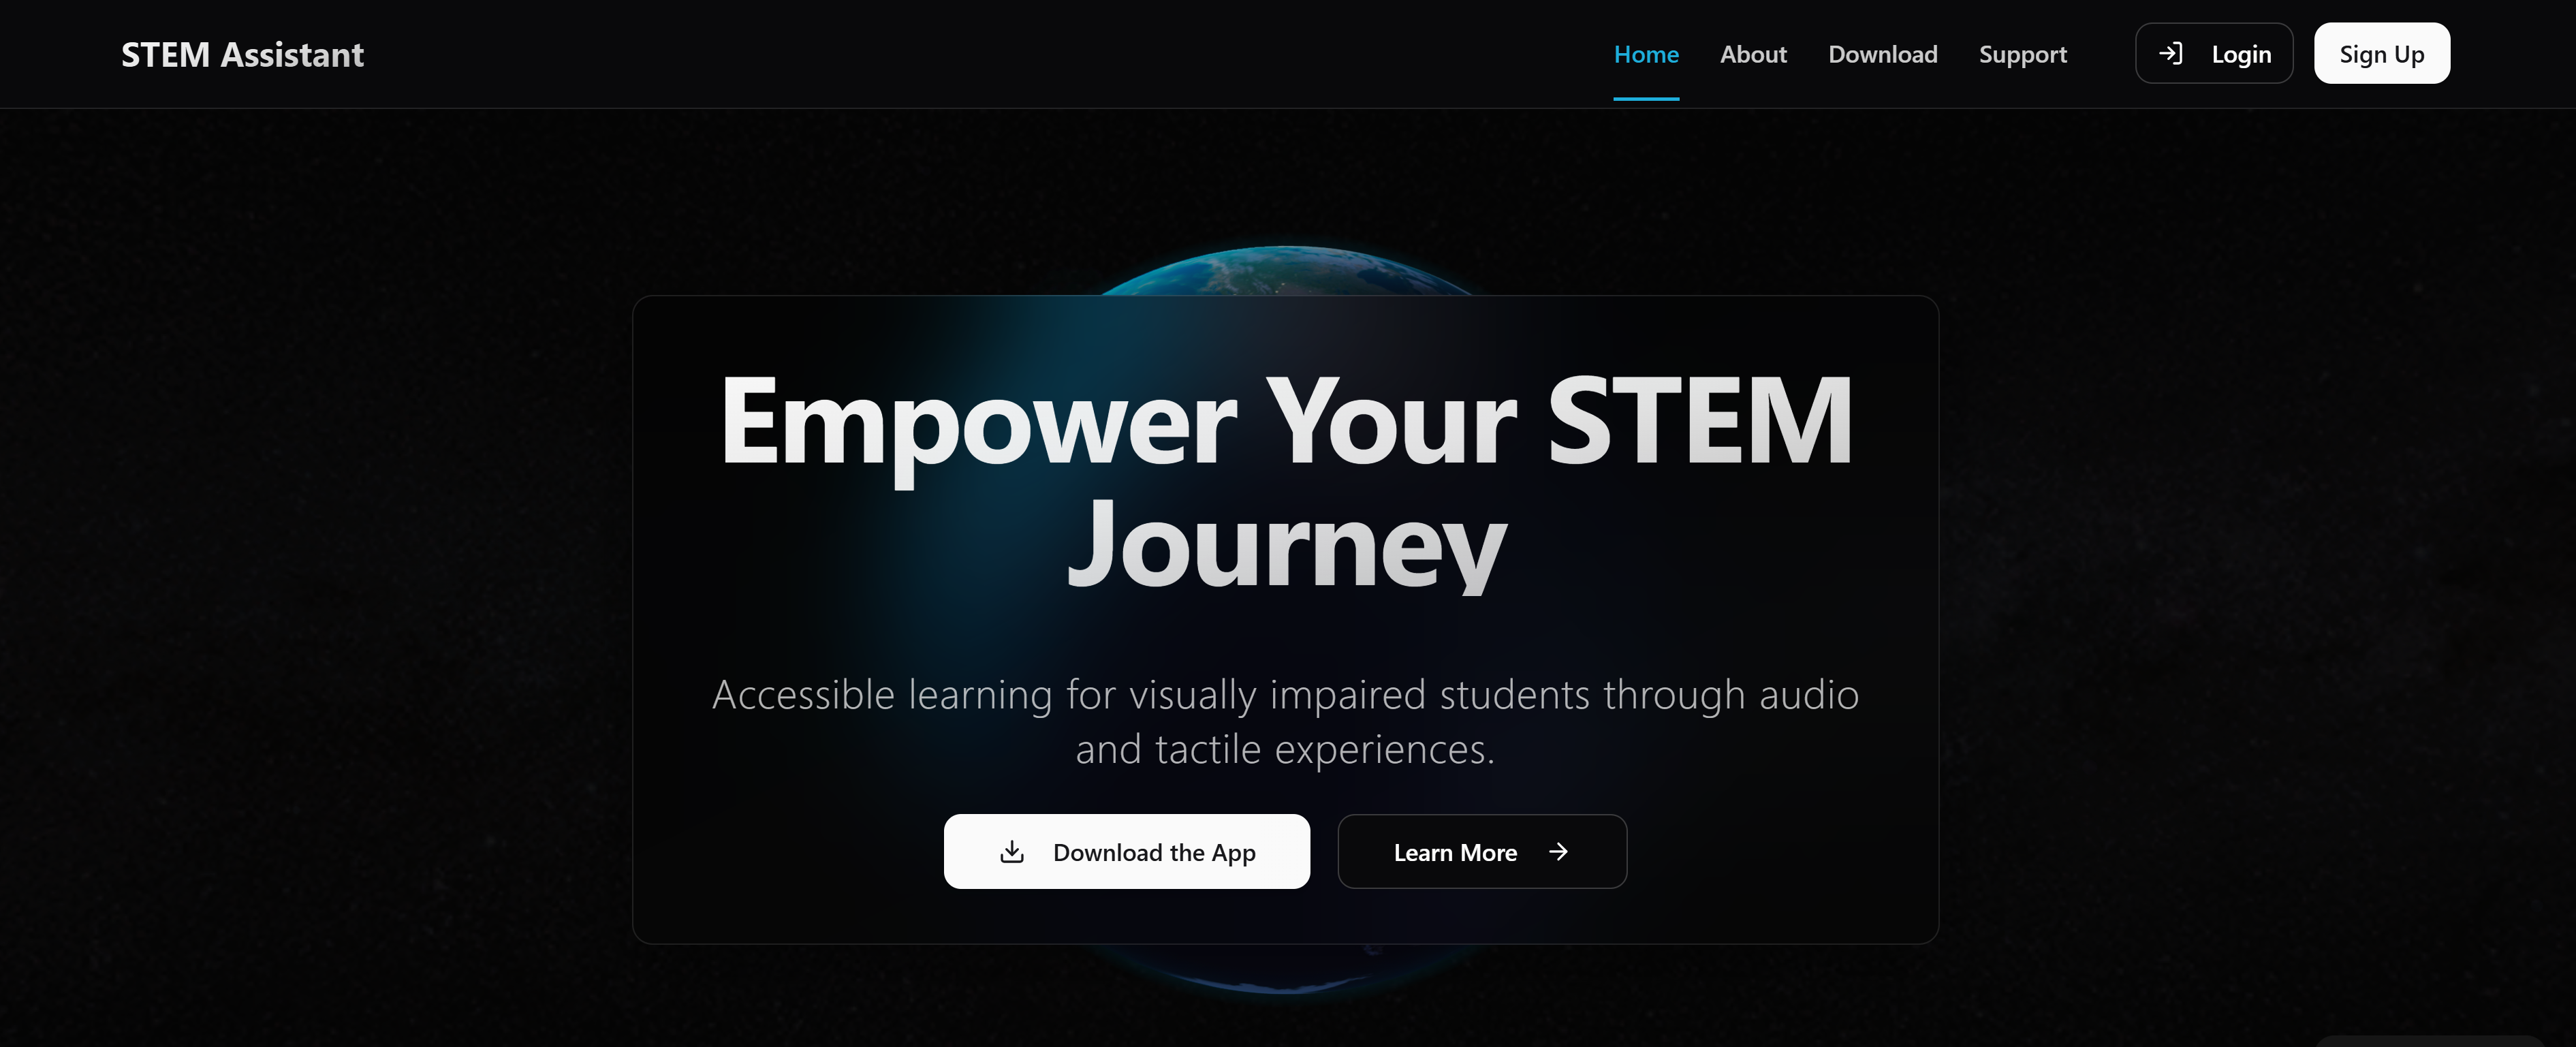 STEM Assistant
Home About Download Support Login Sign Up
Empower Your STEM
Journey
Accessible learning for visually impaired students through audio
and tactile experiences.
Download the App Learn More